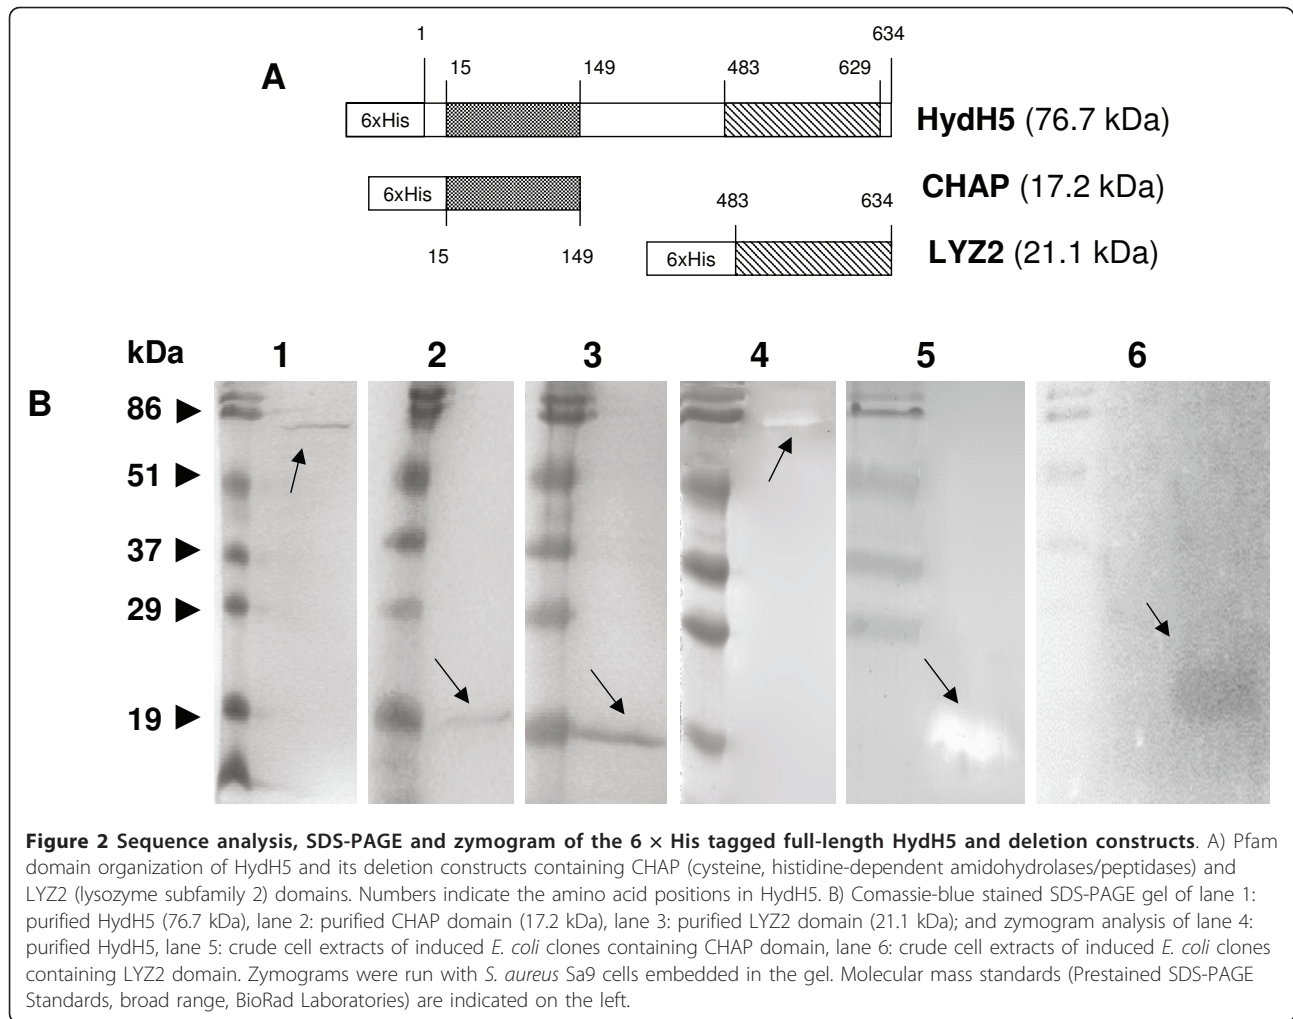 1
634
A
15
149
483
629
6xHis
HydH5 (76.7 kDa)
6xHis
CHAP (17.2 kDa)
483
634
15
149
6xHis
LYZ2 (21.1 kDa)
kDa
1
2
3
4
5
6
B
86
51
37
29
19
Figure 2 Sequence analysis, SDS-PAGE and zymogram of the 6 × His tagged full-length HydH5 and deletion constructs. A) Pfam
domain organization of HydH5 and its deletion constructs containing CHAP (cysteine, histidine-dependent amidohydrolases/peptidases) and
LYZ2 (lysozyme subfamily 2) domains. Numbers indicate the amino acid positions in HydH5. B) Comassie-blue stained SDS-PAGE gel of lane 1:
purified HydH5 (76.7 kDa), lane 2: purified CHAP domain (17.2 kDa), lane 3: purified LYZ2 domain (21.1 kDa); and zymogram analysis of lane 4:
purified HydH5, lane 5: crude cell extracts of induced E. coli clones containing CHAP domain, lane 6: crude cell extracts of induced E. coli clones
containing LYZ2 domain. Zymograms were run with S. aureus Sa9 cells embedded in the gel. Molecular mass standards (Prestained SDS-PAGE
Standards, broad range, BioRad Laboratories) are indicated on the left.